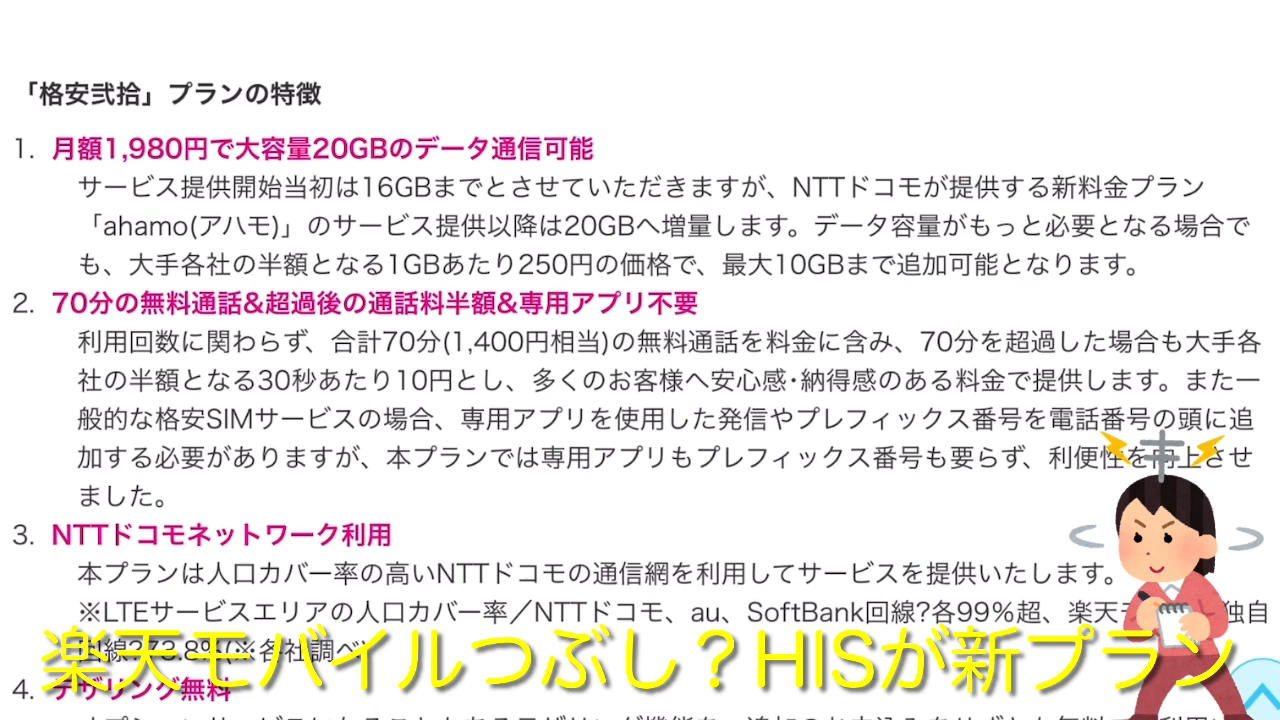 「格安弐拾」プランの特徴
1. 月額1,980円で大容量20GBのデータ通信可能
サービス提供開始当初は16GBまでとさせていただきますが、NTTドコモが提供する新料金プラン
「ahamo(アハモ)」のサービス提供以降は20GBへ増量します。データ容量がもっと必要となる場合で
も、大手各社の半額となる1GBあたり250円の価格で、最大10GBまで追加可能となります。
2. 70分の無料通話&超過後の通話料半額&専用アプリ不要
利用回数に関わらず、合計70分(1,400円相当)の無料通話を料金に含み、70分を超過した場合も大手各
社の半額となる30秒あたり10円とし、多くのお客様へ安心感･納得感のある料金で提供します。また一
般的な格安SIMサービスの場合、専用アプリを使用した発信やプレフィックス番号を電話番号の頭に追
加する必要がありますが、本プランでは専用アプリもプレフィックス番号も要らず、利便性を向上させ
ました。
3. NTTドコモネットワーク利用
本プランは人口カバー率の高いNTTドコモの通信網を利用してサービスを提供いたします。
※LTEサービスエリアの人口カバー率／NTTドコモ、au、SoftBank回線?各99%超、楽天 独自
(※各社調べ
楽天モバイルつぶし？HISが新プラン
4. テザリング無料